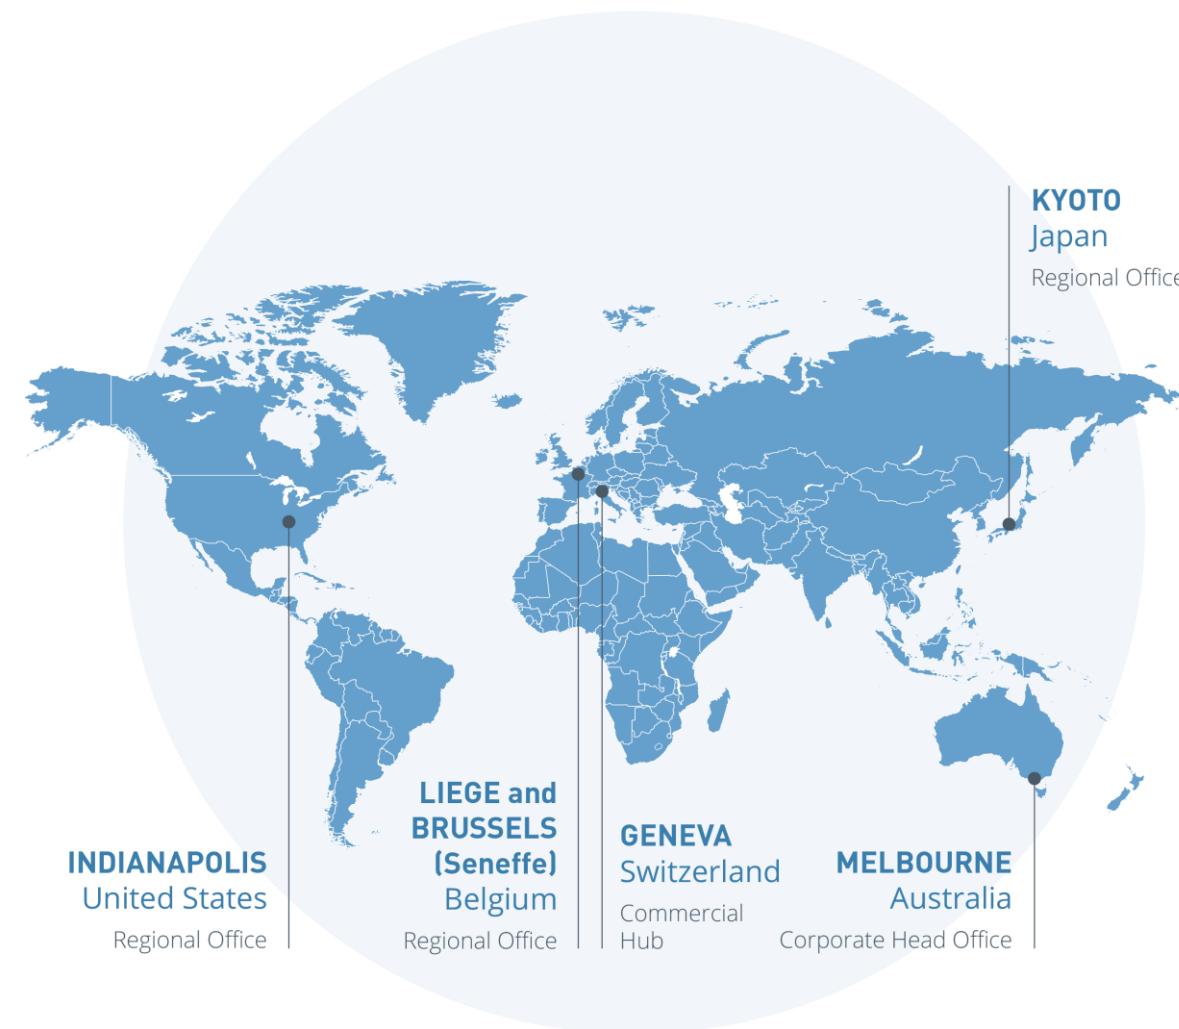 KYOTO
Japan
Regional Office
LIEGE and
BRUSSELS
(Seneffe)
Belgium
Regional Office
GENEVA
Switzerland
Commercial
Hub
INDIANAPOLIS
United States
Regional Office
MELBOURNE
Australia
Corporate Head Office